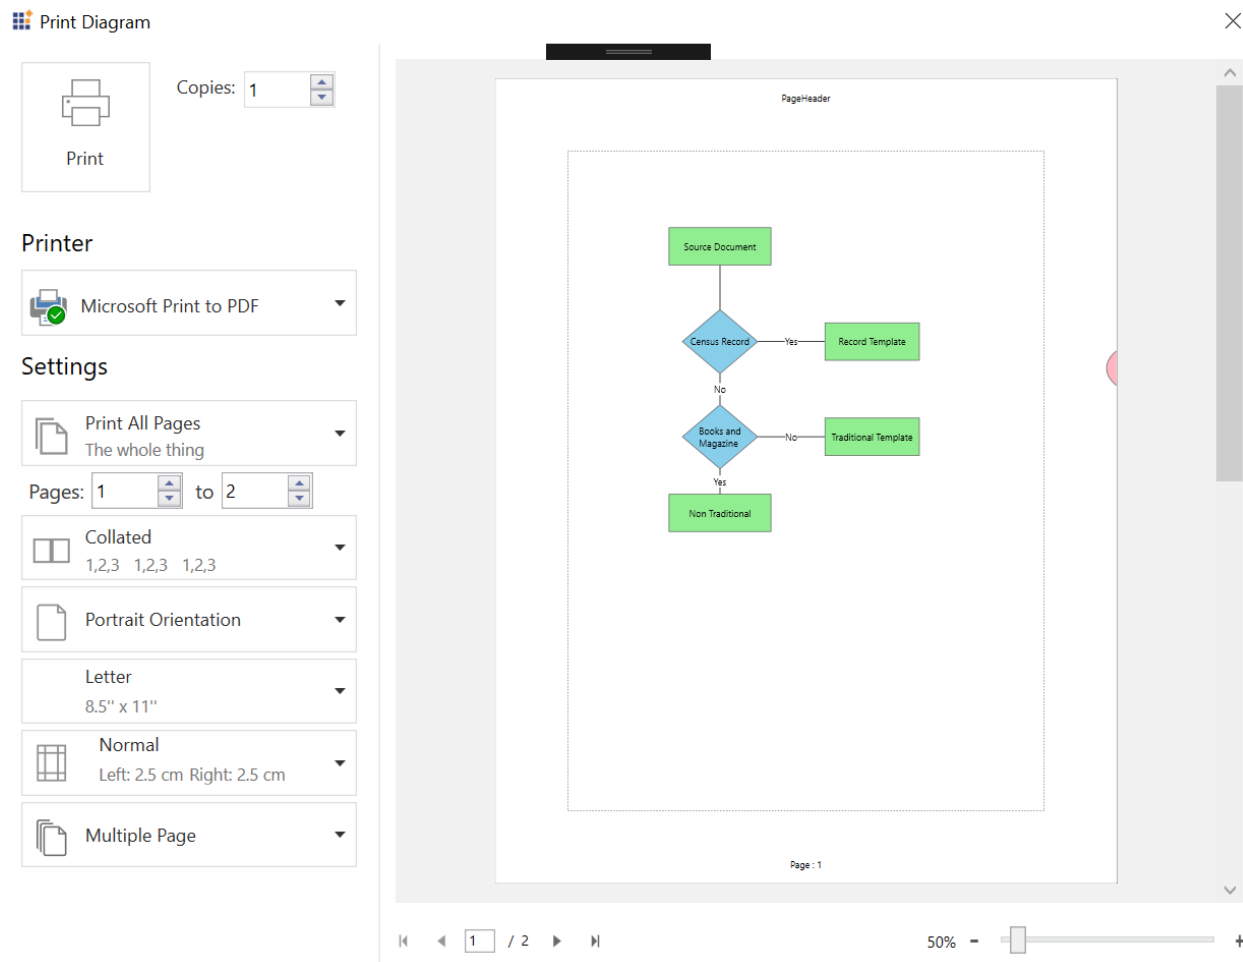 Print Diagram
Print
Copies: 1
Printer
Microsoft Print to PDF
Settings
Print All Pages
The whole thing
Pages: 1 to 2
Collated
1,2,3 1,2,3 1,2,3
Portrait Orientation
Letter
8.5" x 11"
Normal
Left: 2.5 cm Right: 2.5 cm
Multiple Page
PageHeader
Source Document
Census Record
Yes
Record Template
No
Books and
Magazine
No
Traditional Template
Yes
Non Traditional
Page : 1
1 / 2
50% - +